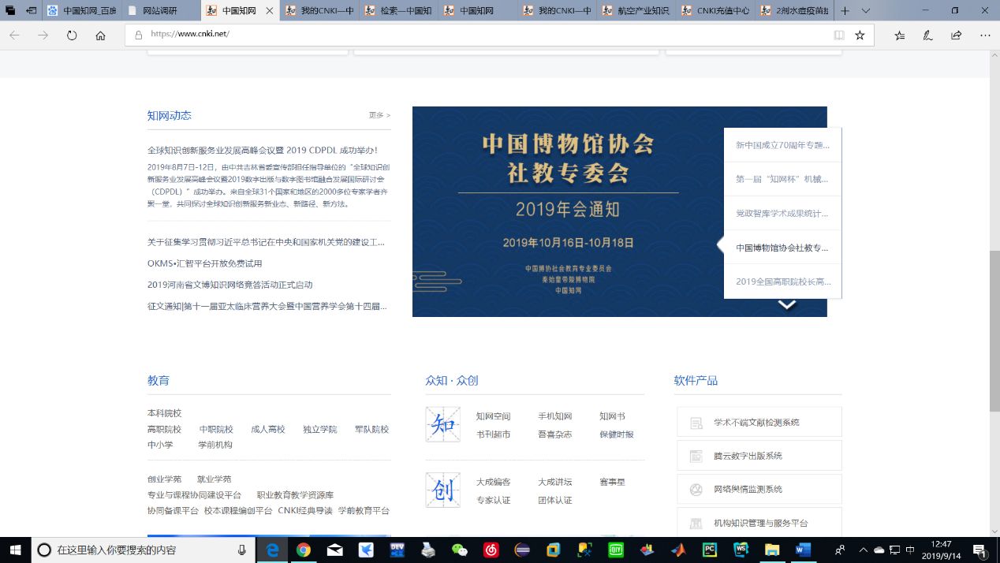 中国知网_百度
网站调研
中国知网
我的CNKI—中
检索—中国知
中国知网
我的CNKI—中
航空产业知识
CNKI充值中心
2剂水痘疫苗接
https://www.cnki.net/
知网动态
更多 >
全球知识创新服务业发展高峰会议暨 2019 CDPDL 成功举办!
2019年8月7日-12日，由中共吉林省委宣传部担任指导单位的“全球知识创
新服务业发展高峰会议暨2019数字出版与数字图书馆融合发展国际研讨会
（CDPDL）”成功举办。来自全球31个国家和地区的2000多位专家学者齐
聚一堂，共同探讨全球知识创新服务新业态、新路径、新方法。
关于征集学习贯彻习近平总书记在中央和国家机关党的建设工...
OKMS•汇智平台开放免费试用
2019河南省文博知识网络竞答活动正式启动
征文通知|第十一届亚太临床营养大会暨中国营养学会第十四届...
中国博物馆协会
社教专委会
2019年会通知
2019年10月16日-10月18日
中国博协社会教育专业委员会
秦始皇帝陵博物院
中国知网
新中国成立70周年专题...
第一届“知网杯”机械...
党政智库学术成果统计...
中国博物馆协会社教专...
2019全国高职院校长高...
教育
本科院校
高职院校 中职院校 成人高校 独立学院 军队院校
中小学 学前机构
创业学苑 就业学苑
专业与课程协同建设平台 职业教育教学资源库
协同备课平台 校本课程编创平台 CNKI经典导读 学前教育平台
众知 · 众创
知
知网空间 手机知网 知网书
书刊超市 吾喜杂志 保健时报
创
大成编客 大成讲坛 赛事星
专家认证 团体认证
软件产品
学术不端文献检测系统
腾云数字出版系统
网络舆情监测系统
机构知识管理与服务平台
在这里输入你要搜索的内容
DEV
iQIYI
PC
WS
中
12:47
2019/9/14
1